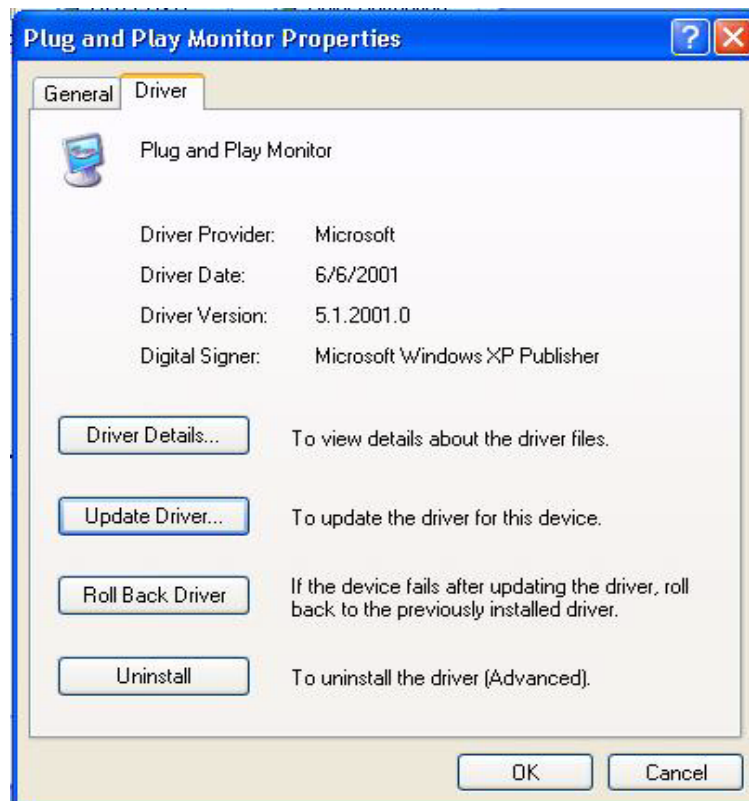 Plug and Play Monitor Properties
General Driver
Plug and Play Monitor
Driver Provider: Microsoft
Driver Date: 6/6/2001
Driver Version: 5.1.2001.0
Digital Signer: Microsoft Windows XP Publisher
Driver Details... To view details about the driver files.
Update Driver... To update the driver for this device.
Roll Back Driver If the device fails after updating the driver, roll
back to the previously installed driver.
Uninstall To uninstall the driver (Advanced).
OK Cancel